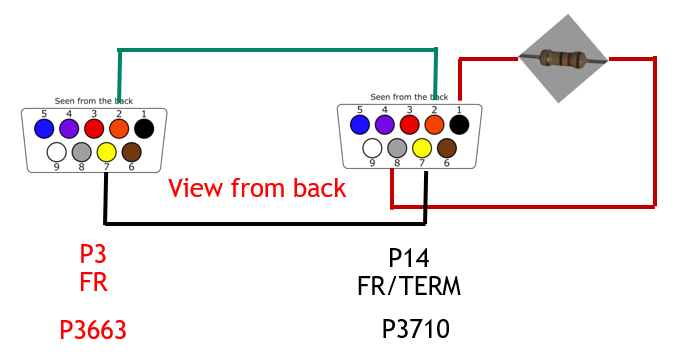 Seen from the back
5 4 3 2 1
9 8 7 6
Seen from the back
5 4 3 2 1
9 8 7 6
View from back
P3
FR
P3663
P14
FR/TERM
P3710